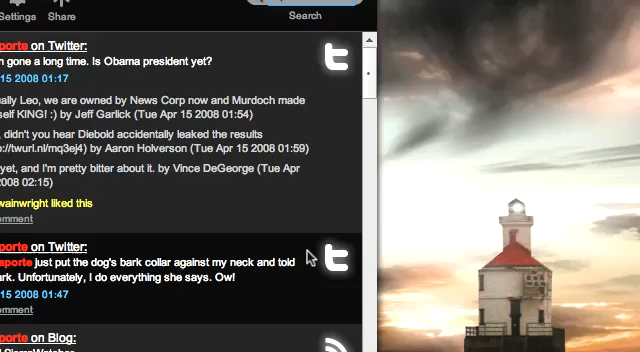 Settings Share
Search
porte on Twitter:
gone a long time. Is Obama president yet?
15 2008 01:17
ally Leo, we are owned by News Corp now and Murdoch made
self KING! :) by Jeff Garlick (Tue Apr 15 2008 01:54)
, didn't you hear Diebold accidentally leaked the results
p://twurl.nl/mq3ej4) by Aaron Holverson (Tue Apr 15 2008 01:59)
yet, and I'm pretty bitter about it. by Vince DeGeorge (Tue Apr
2008 02:15)
wainwright liked this
omment
porte on Twitter:
aporte just put the dog's bark collar against my neck and told
ark. Unfortunately, I do everything she says. Ow!
15 2008 01:47
omment
porte on Blog: